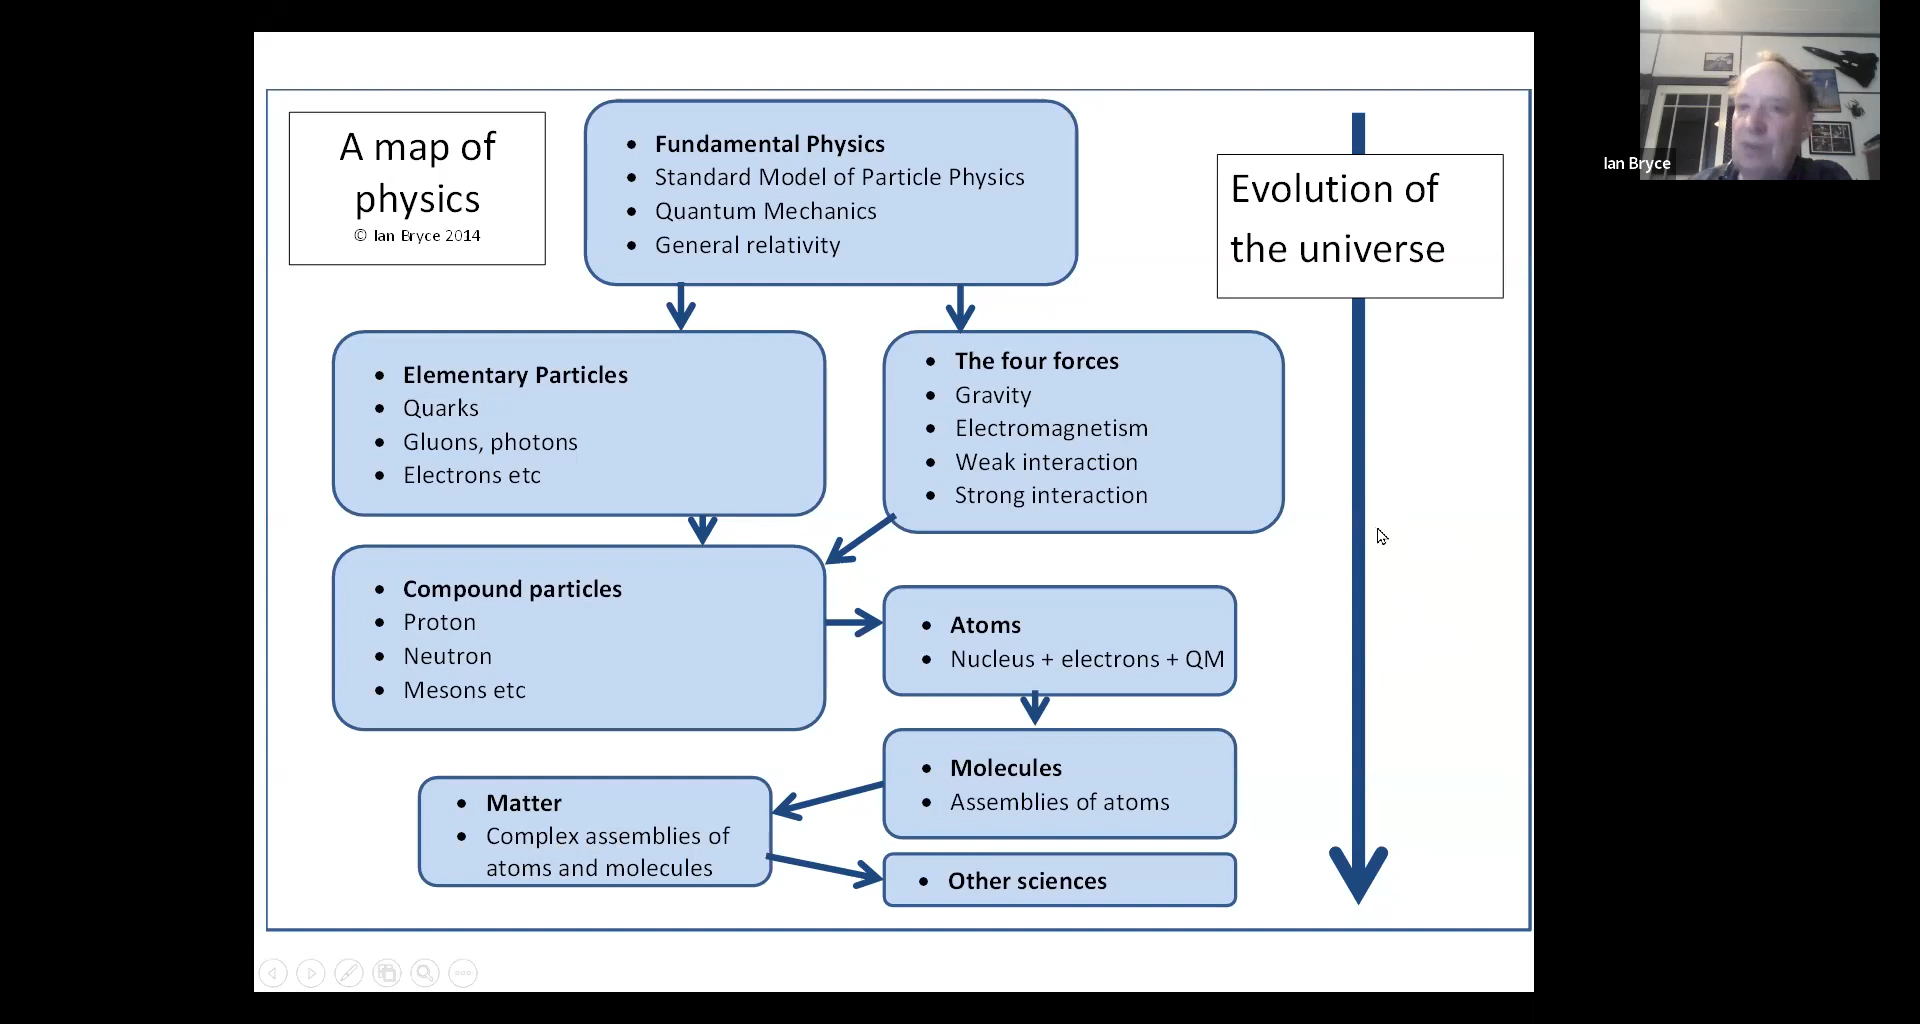 A map of
physics
© Ian Bryce 2014
• Fundamental Physics
• Standard Model of Particle Physics
• Quantum Mechanics
• General relativity
Evolution of
the universe
Ian Bryce
• Elementary Particles
• Quarks
• Gluons, photons
• Electrons etc
• The four forces
• Gravity
• Electromagnetism
• Weak interaction
• Strong interaction
• Compound particles
• Proton
• Neutron
• Mesons etc
• Atoms
• Nucleus + electrons + QM
• Molecules
• Assemblies of atoms
• Matter
• Complex assemblies of
atoms and molecules
• Other sciences